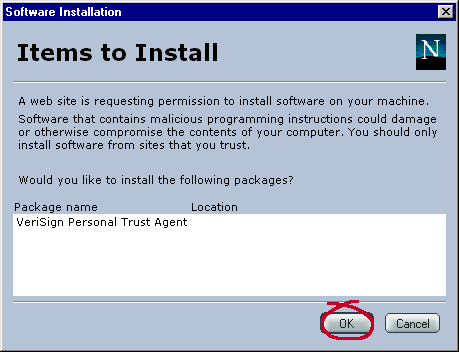 Software Installation
Items to Install
N
A web site is requesting permission to install software on your machine.
Software that contains malicious programming instructions could damage
or otherwise compromise the contents of your computer. You should only
install software from sites that you trust.
Would you like to install the following packages?
Package name Location
VeriSign Personal Trust Agent
OK Cancel